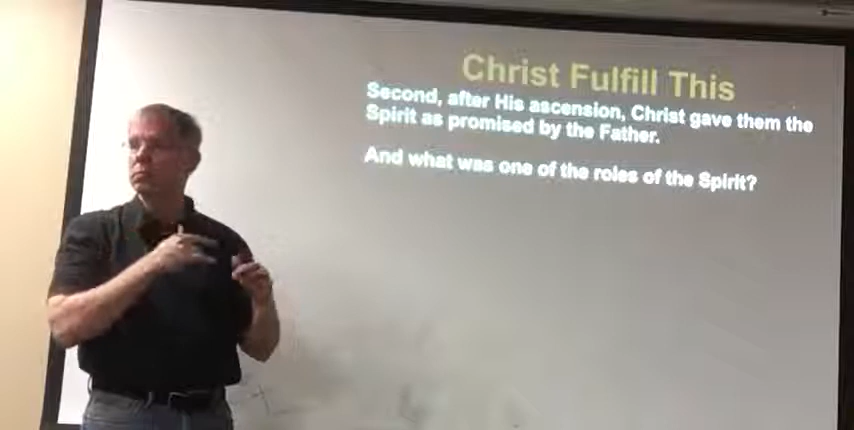 Christ Fulfill This
Second, after His ascension, Christ gave them the
Spirit as promised by the Father.
And what was one of the roles of the Spirit?